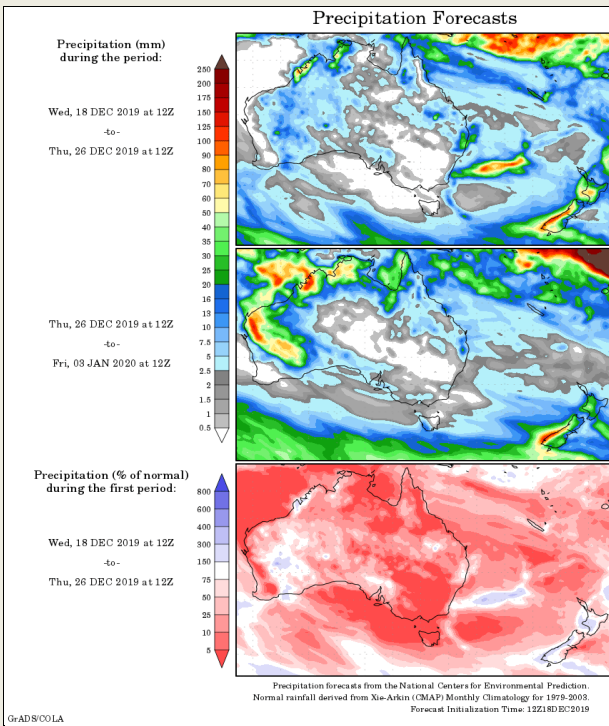 Precipitation Forecasts
Precipitation (mm)
during the period:
Wed, 18 DEC 2019 at 12Z
-to-
Thu, 26 DEC 2019 at 12Z
250
200
175
150
125
100
90
80
70
60
50
40
35
30
25
20
16
13
10
7.5
5
2.5
2
1.5
1
0.5
Thu, 26 DEC 2019 at 12Z
-to-
Fri, 03 JAN 2020 at 12Z
Precipitation (% of normal)
during the first period:
Wed, 18 DEC 2019 at 12Z
-to-
Thu, 26 DEC 2019 at 12Z
800
600
400
300
150
75
50
25
10
5
Precipitation forecasts from the National Centers for Environmental Prediction.
Normal rainfall derived from Xie-Arkin (CMAP) Monthly Climatology for 1979-2003.
Forecast Initialization Time: 12Z18DEC2019
GrADS/COLA